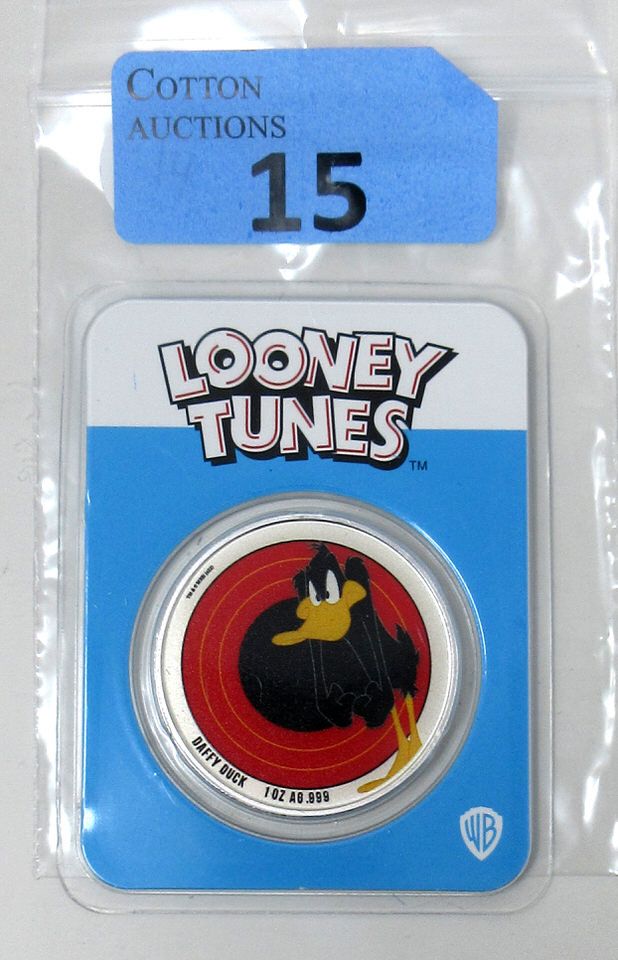 COTTON
AUCTIONS
15
LOONEY
TUNES
TM
DAFFY DUCK 1 OZ AG .999
WB